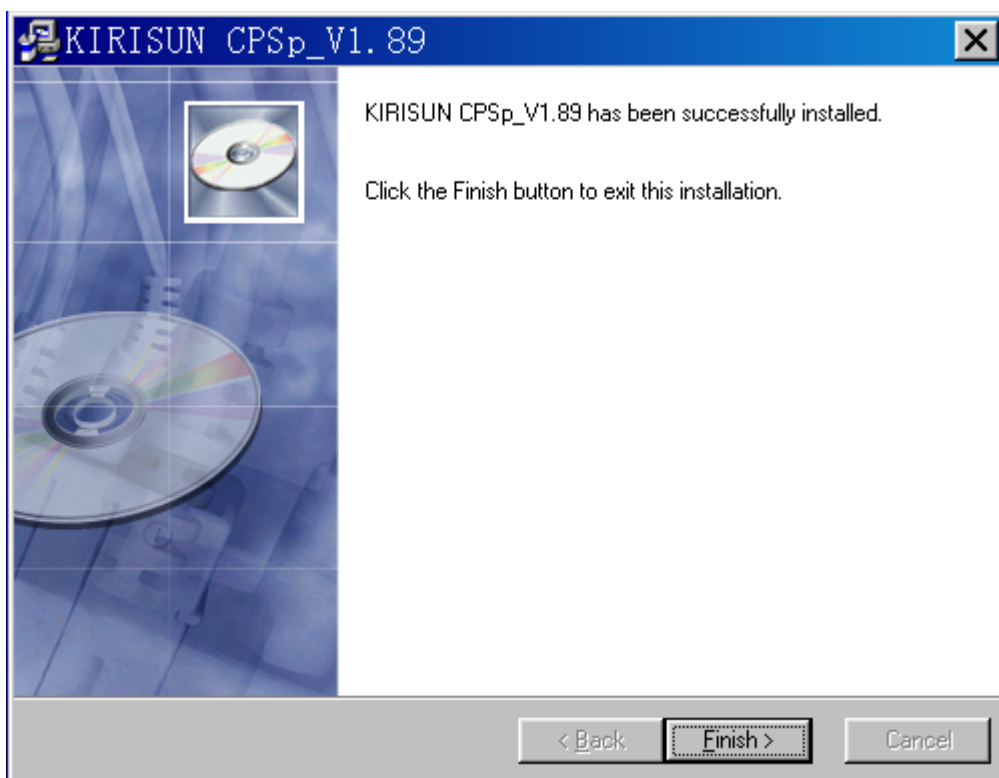 KIRISUN CPSp_V1.89
KIRISUN CPSp_V1.89 has been successfully installed.
Click the Finish button to exit this installation.
< Back
Finish >
Cancel